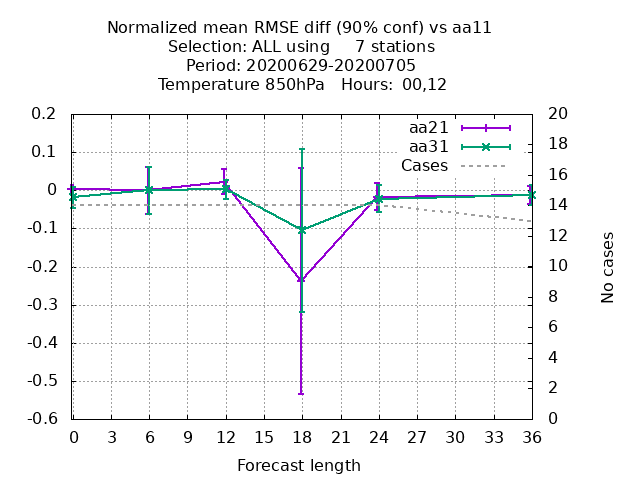 Normalized mean RMSE diff (90% conf) vs aa11
Selection: ALL using     7 stations
Period: 20200629-20200705
Temperature 850hPa   Hours: 00,12
aa21
aa31
Cases
0.2
0.1
0
-0.1
-0.2
-0.3
-0.4
-0.5
-0.6
20
18
16
14
12
10
8
6
4
2
0
No cases
0 3 6 9 12 15 18 21 24 27 30 33 36
Forecast length